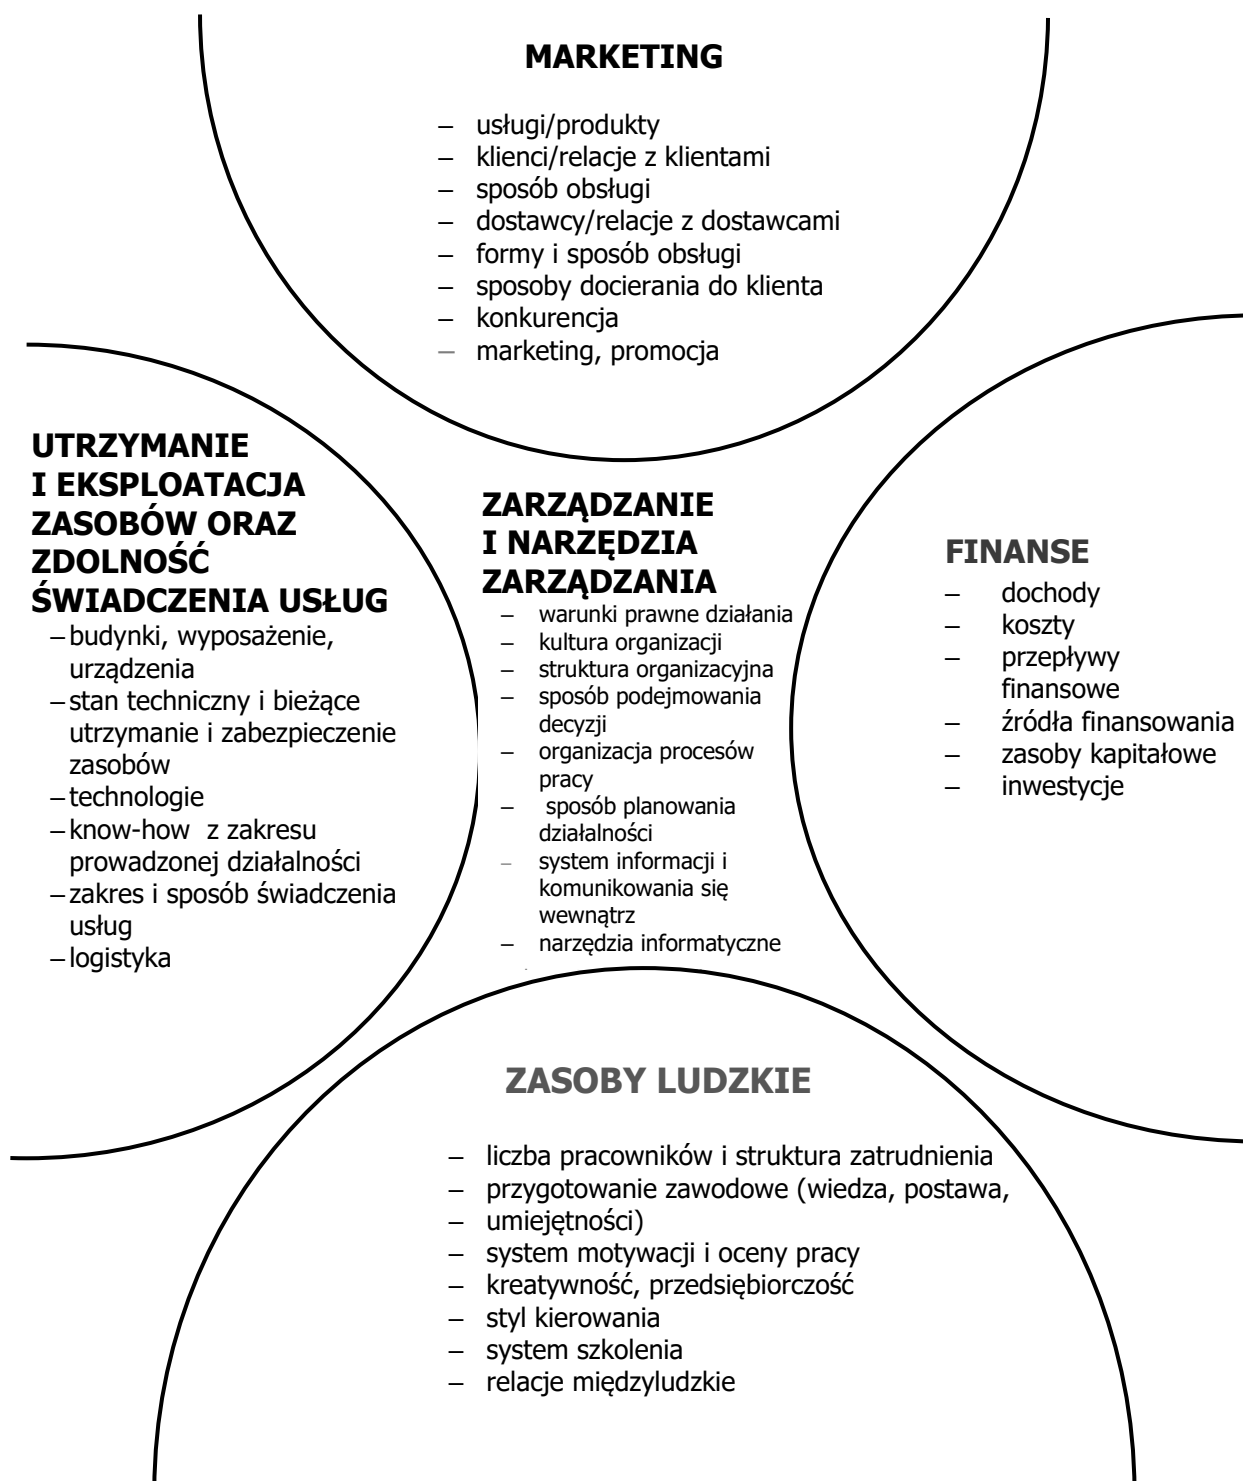 MARKETING
– usługi/produkty
– klienci/relacje z klientami
– sposób obsługi
– dostawcy/relacje z dostawcami
– formy i sposób obsługi
– sposoby docierania do klienta
– konkurencja
– marketing, promocja
UTRZYMANIE
I EKSPLOATACJA
ZASOBÓW ORAZ
ZDOLNOŚĆ
ŚWIADCZENIA USŁUG
– budynki, wyposażenie,
urządzenia
– stan techniczny i bieżące
utrzymanie i zabezpieczenie
zasobów
– technologie
– know-how z zakresu
prowadzonej działalności
– zakres i sposób świadczenia
usług
– logistyka
ZARZĄDZANIE
I NARZĘDZIA
ZARZĄDZANIA
– warunki prawne działania
– kultura organizacji
– struktura organizacyjna
– sposób podejmowania
decyzji
– organizacja procesów
pracy
– sposób planowania
działalności
– system informacji i
komunikowania się
wewnątrz
– narzędzia informatyczne
FINANSE
– dochody
– koszty
– przepływy
finansowe
– źródła finansowania
– zasoby kapitałowe
– inwestycje
ZASOBY LUDZKIE
– liczba pracowników i struktura zatrudnienia
– przygotowanie zawodowe (wiedza, postawa,
– umiejętności)
– system motywacji i oceny pracy
– kreatywność, przedsiębiorczość
– styl kierowania
– system szkolenia
– relacje międzyludzkie